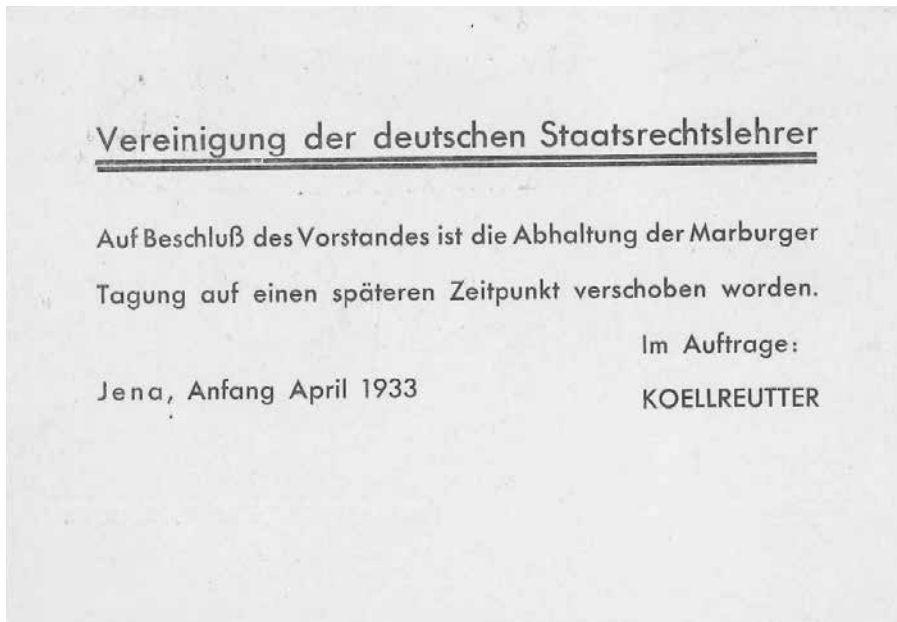 Vereinigung der deutschen Staatsrechtslehrer
Auf Beschluß des Vorstandes ist die Abhaltung der Marburger
Tagung auf einen späteren Zeitpunkt verschoben worden.
Im Auftrage:
Jena, Anfang April 1933
KOELLREUTTER